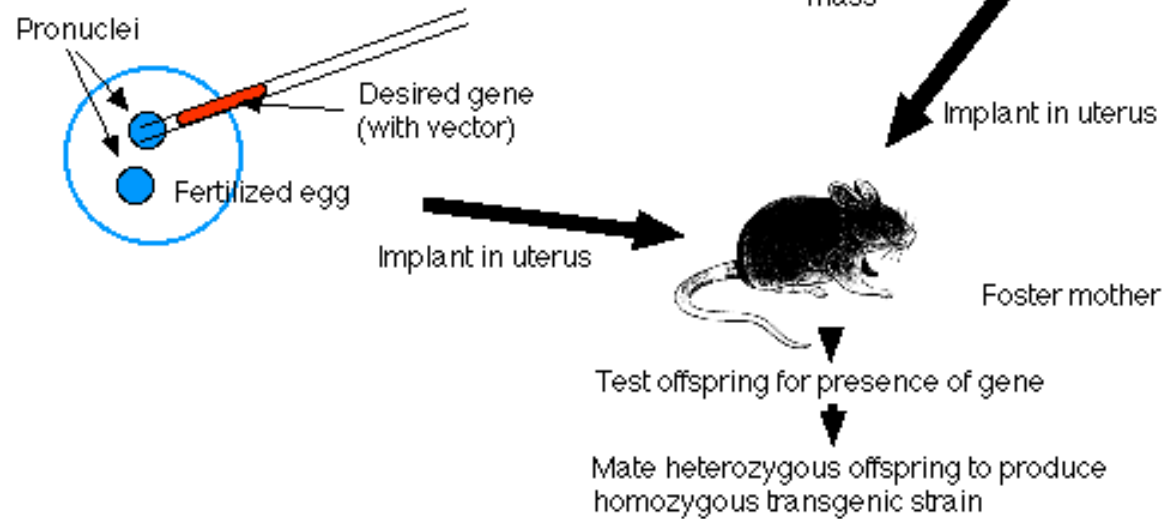 mass
Pronuclei
Desired gene
(with vector)
Implant in uterus
Fertilized egg
Implant in uterus
Foster mother
Test offspring for presence of gene
Mate heterozygous offspring to produce
homozygous transgenic strain